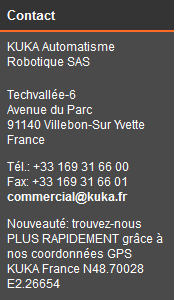 Contact
KUKA Automatisme
Robotique SAS
Techvallée-6
Avenue du Parc
91140 Villebon-Sur Yvette
France
Tél.: +33 169 31 66 00
Fax: +33 169 31 66 01
commercial@kuka.fr
Nouveauté: trouvez-nous
PLUS RAPIDEMENT grâce à
nos coordonnées GPS
KUKA France N48.70028
E2.26654